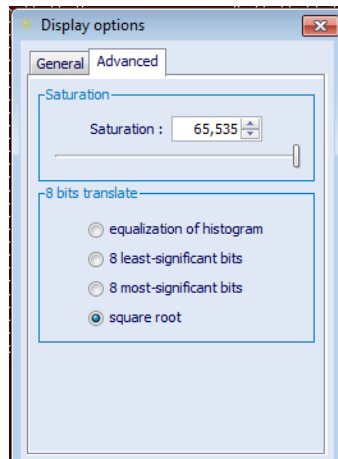 Display options
General Advanced
Saturation
Saturation : 65,535
8 bits translate
equalization of histogram
8 least-significant bits
8 most-significant bits
square root